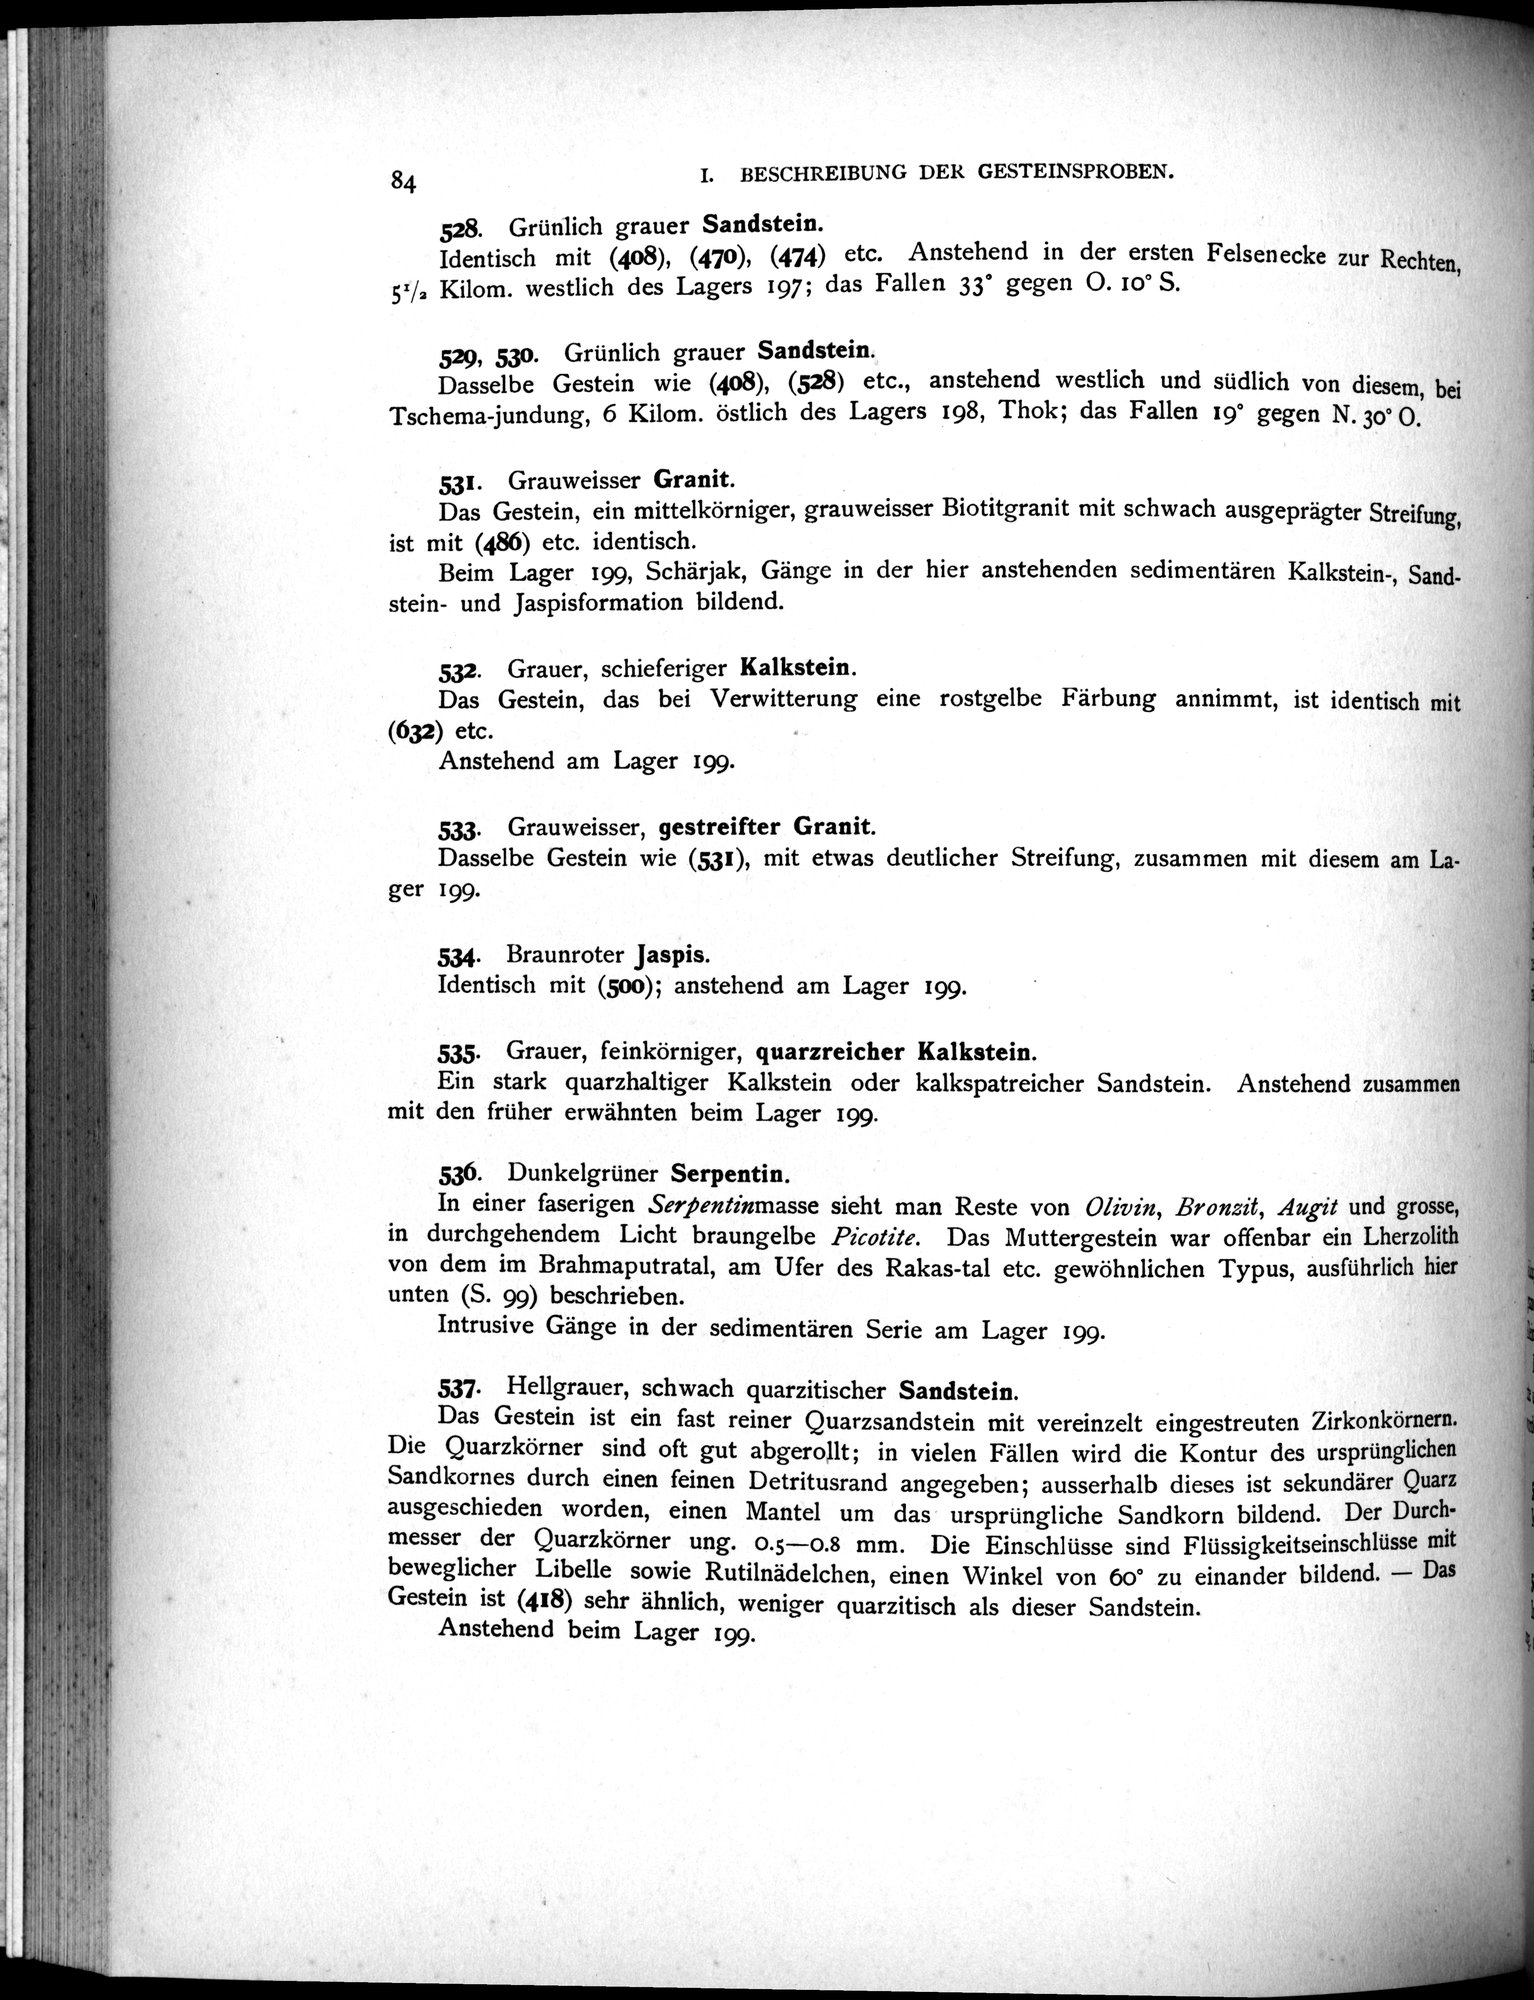 84
I. BESCHREIBUNG DER GESTEINSPROBEN.
528. Grünlich grauer Sandstein.
Identisch mit (408), (470), (474) etc. Anstehend in der ersten Felsenecke zur Rechten,
5¹/₂ Kilom. westlich des Lagers 197; das Fallen 33° gegen O. 10° S.
529, 530. Grünlich grauer Sandstein.
Dasselbe Gestein wie (408), (528) etc., anstehend westlich und südlich von diesem, bei
Tschema-jundung, 6 Kilom. östlich des Lagers 198, Thok; das Fallen 19° gegen N. 30° O.
531. Grauweisser Granit.
Das Gestein, ein mittelkörniger, grauweisser Biotitgranit mit schwach ausgeprägter Streifung,
ist mit (486) etc. identisch.
Beim Lager 199, Schärjak, Gänge in der hier anstehenden sedimentären Kalkstein-, Sand-
stein- und Jaspisformation bildend.
532. Grauer, schieferiger Kalkstein.
Das Gestein, das bei Verwitterung eine rostgelbe Färbung annimmt, ist identisch mit
(632) etc.
Anstehend am Lager 199.
533. Grauweisser, gestreifter Granit.
Dasselbe Gestein wie (531), mit etwas deutlicher Streifung, zusammen mit diesem am La-
ger 199.
534. Braunroter Jaspis.
Identisch mit (500); anstehend am Lager 199.
535. Grauer, feinkörniger, quarzreicher Kalkstein.
Ein stark quarzhaltiger Kalkstein oder kalkspatreicher Sandstein. Anstehend zusammen
mit den früher erwähnten beim Lager 199.
536. Dunkelgrüner Serpentin.
In einer faserigen Serpentinmasse sieht man Reste von Olivin, Bronzit, Augit und grosse,
in durchgehendem Licht braungelbe Picotite. Das Muttergestein war offenbar ein Lherzolith
von dem im Brahmaputratal, am Ufer des Rakas-tal etc. gewöhnlichen Typus, ausführlich hier
unten (S. 99) beschrieben.
Intrusive Gänge in der sedimentären Serie am Lager 199.
537. Hellgrauer, schwach quarzitischer Sandstein.
Das Gestein ist ein fast reiner Quarzsandstein mit vereinzelt eingestreuten Zirkonkörnern.
Die Quarzkörner sind oft gut abgerollt; in vielen Fällen wird die Kontur des ursprünglichen
Sandkornes durch einen feinen Detritusrand angegeben; ausserhalb dieses ist sekundärer Quarz
ausgeschieden worden, einen Mantel um das ursprüngliche Sandkorn bildend. Der Durch-
messer der Quarzkörner ung. 0.5—0.8 mm. Die Einschlüsse sind Flüssigkeitseinschlüsse mit
beweglicher Libelle sowie Rutilnädelchen, einen Winkel von 60° zu einander bildend. — Das
Gestein ist (418) sehr ähnlich, weniger quarzitisch als dieser Sandstein.
Anstehend beim Lager 199.